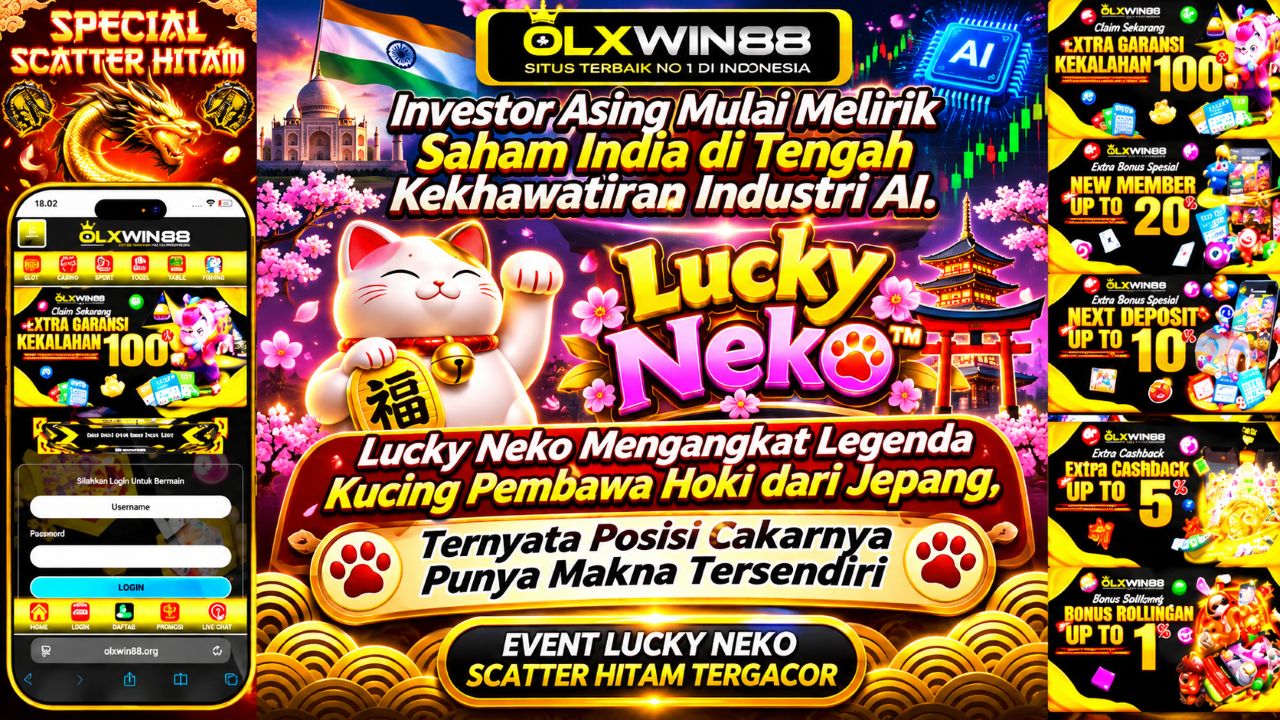 SPECIAL
SCATTER HITAM
18.02
OLXWIN88
SLOT CASINO SPORT TOGEL TABLE FISHING
OLXWIN88
Claim Sekarang
EXTRA GARANSI
KEKALAHAN 100%
Silahkan Login Untuk Bermain
Username
Password
LOGIN
HOME LOGIN DAFTAR PROMOSI LIVE CHAT
olxwin88.org
OLXWIN88
SITUS TERBAIK NO 1 DI INDONESIA
AI
Investor Asing Mulai Melirik
Saham India di Tengah
Kekhawatiran Industri AI.
Lucky
Neko™
福
Lucky Neko Mengangkat Legenda
Kucing Pembawa Hoki dari Jepang,
Ternyata Posisi Cakarnya
Punya Makna Tersendiri
EVENT LUCKY NEKO
SCATTER HITAM TERGACOR
OLXWIN88
Claim Sekarang
EXTRA GARANSI
KEKALAHAN 100%
OLXWIN88
Extra Bonus Spesial
NEW MEMBER
UP TO 20%
OLXWIN88
Extra Bonus Spesial
NEXT DEPOSIT
UP TO 10%
OLXWIN88
Extra Cashback
EXTRA CASHBACK
UP TO 5%
OLXWIN88
BONUS ROLLINGAN
UP TO 1%